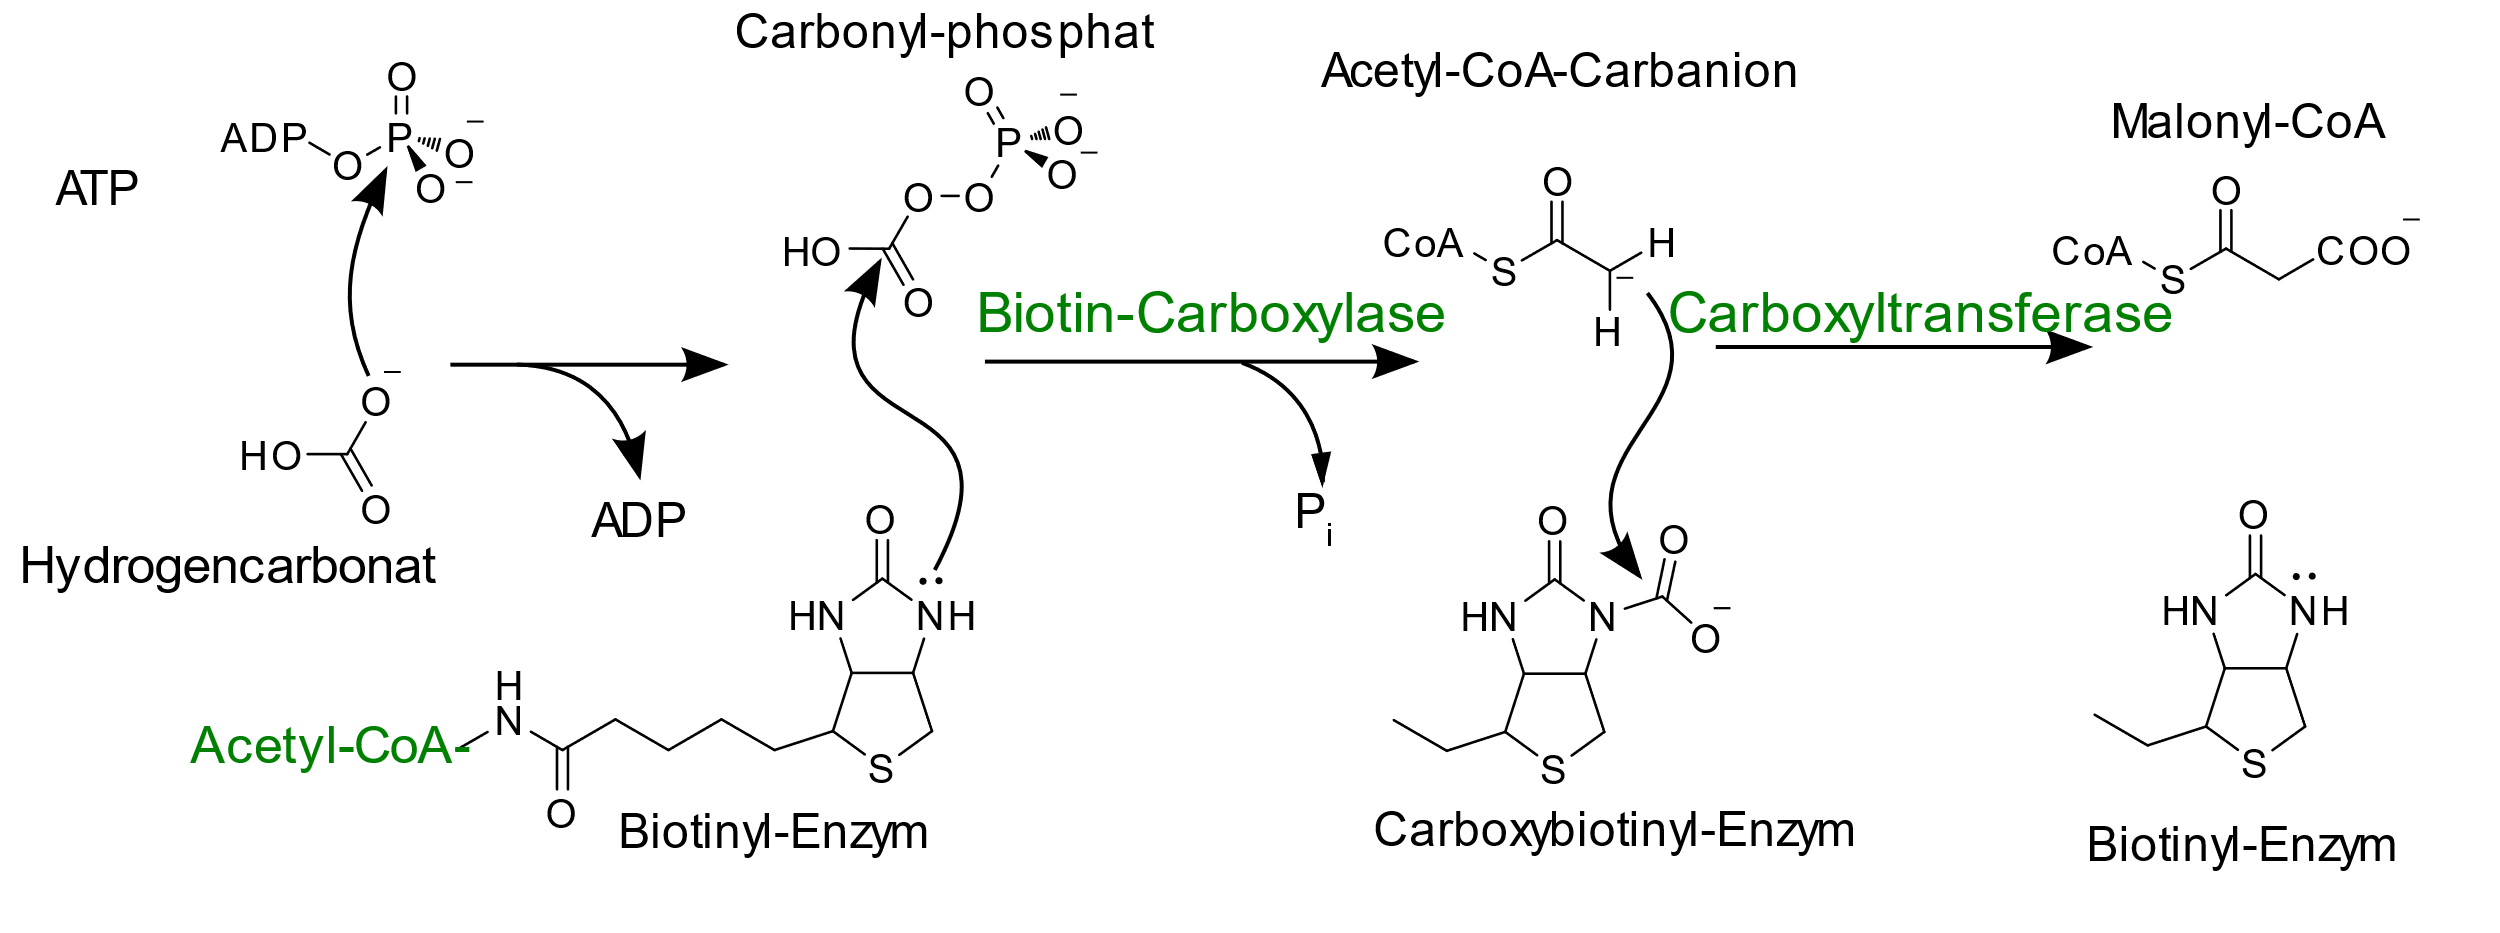 Carbonyl-phosphat
Acetyl-CoA-Carbanion
Malonyl-CoA
ATP
ADP
O
P
O
O
O
−
−
O
P
O
O
−
−
O
O
HO
O
CoA
S
O
H
H
−
CoA
S
O
COO
−
Biotin-Carboxylase
Carboxyltransferase
O
−
HO
O
Hydrogencarbonat
ADP
Pi
O
HN
NH
S
H
N
O
Acetyl-CoA-
Biotinyl-Enzym
O
HN
N
O
O
−
S
Carboxybiotinyl-Enzym
O
HN
NH
S
Biotinyl-Enzym